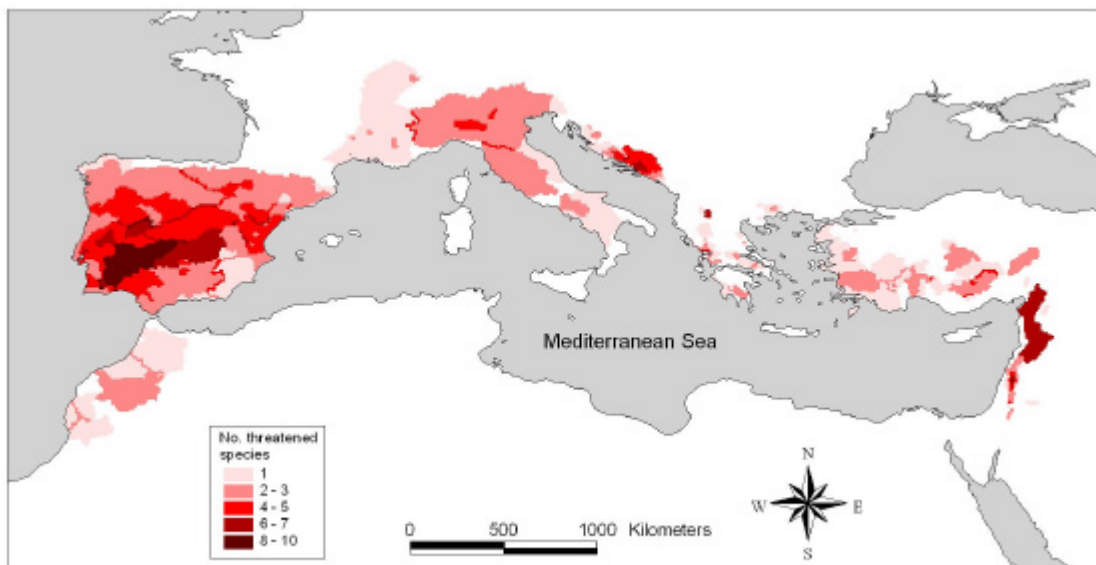 Mediterranean Sea
No. threatened
species
1
2 - 3
4 - 5
6 - 7
8 - 10
0 500 1000 Kilometers
N
W E
S